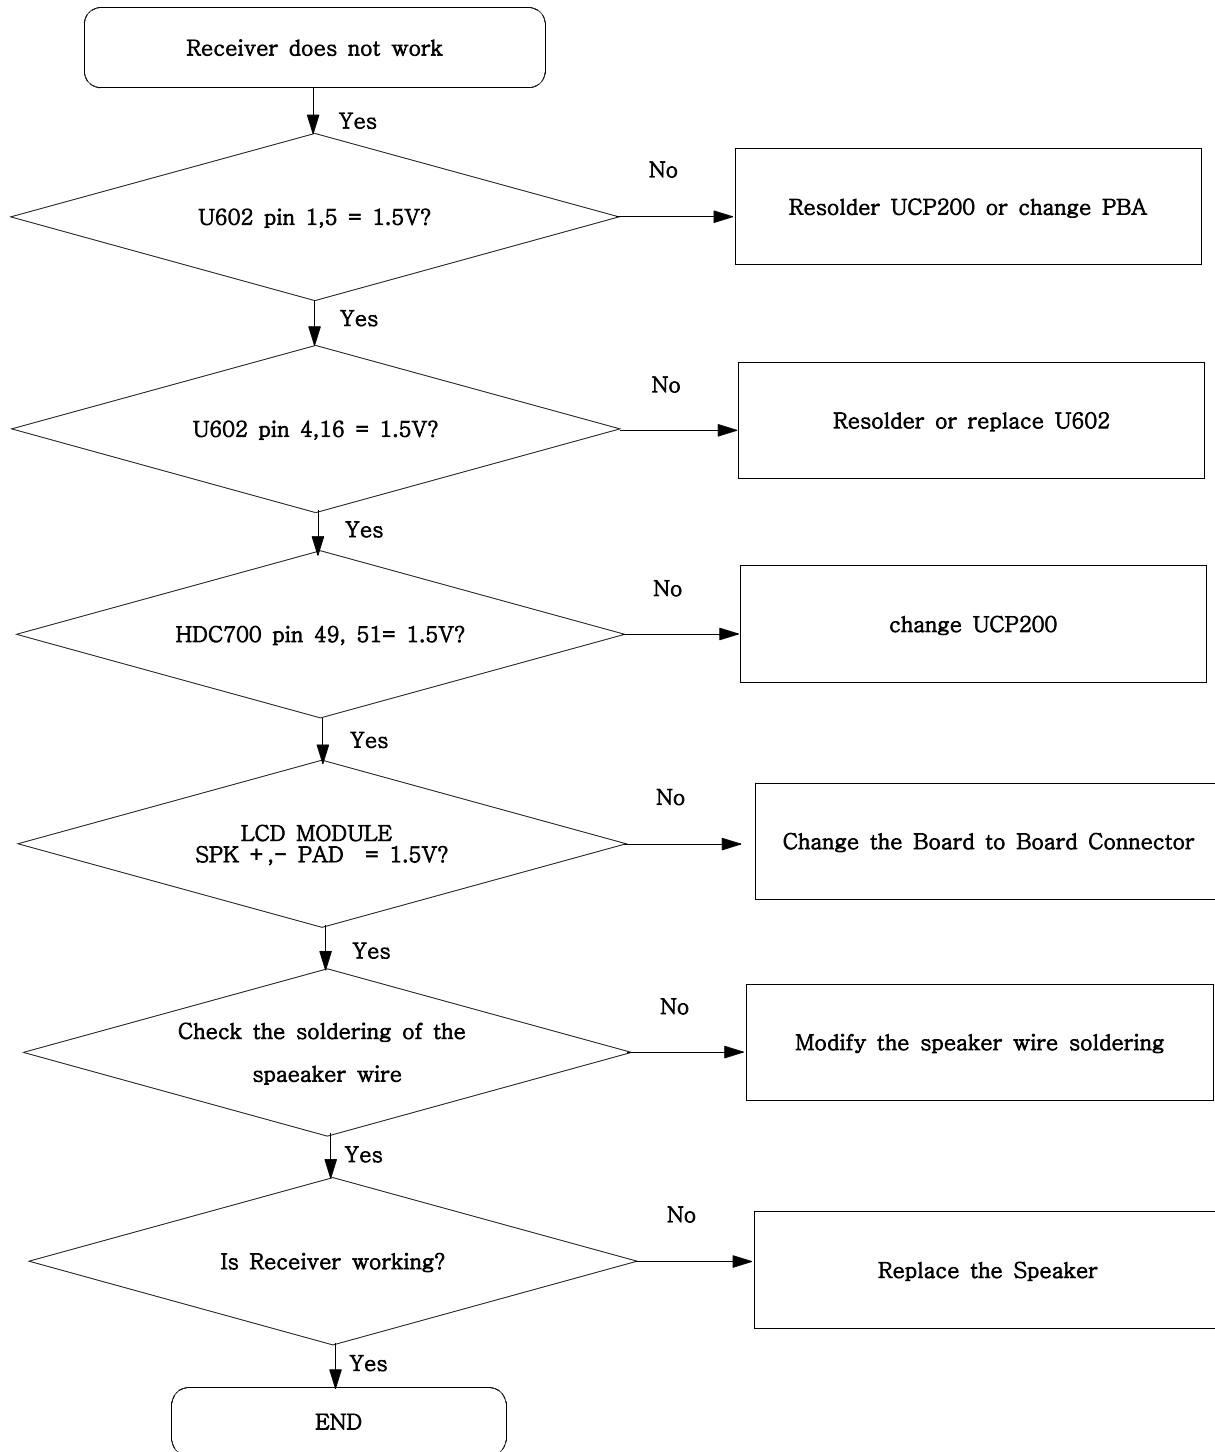 Receiver does not work
Yes
U602 pin 1,5 = 1.5V?
No
Resolder UCP200 or change PBA
Yes
U602 pin 4,16 = 1.5V?
No
Resolder or replace U602
Yes
HDC700 pin 49, 51= 1.5V?
No
change UCP200
Yes
LCD MODULE
SPK +,- PAD = 1.5V?
No
Change the Board to Board Connector
Yes
Check the soldering of the
spaeaker wire
No
Modify the speaker wire soldering
Yes
Is Receiver working?
No
Replace the Speaker
Yes
END